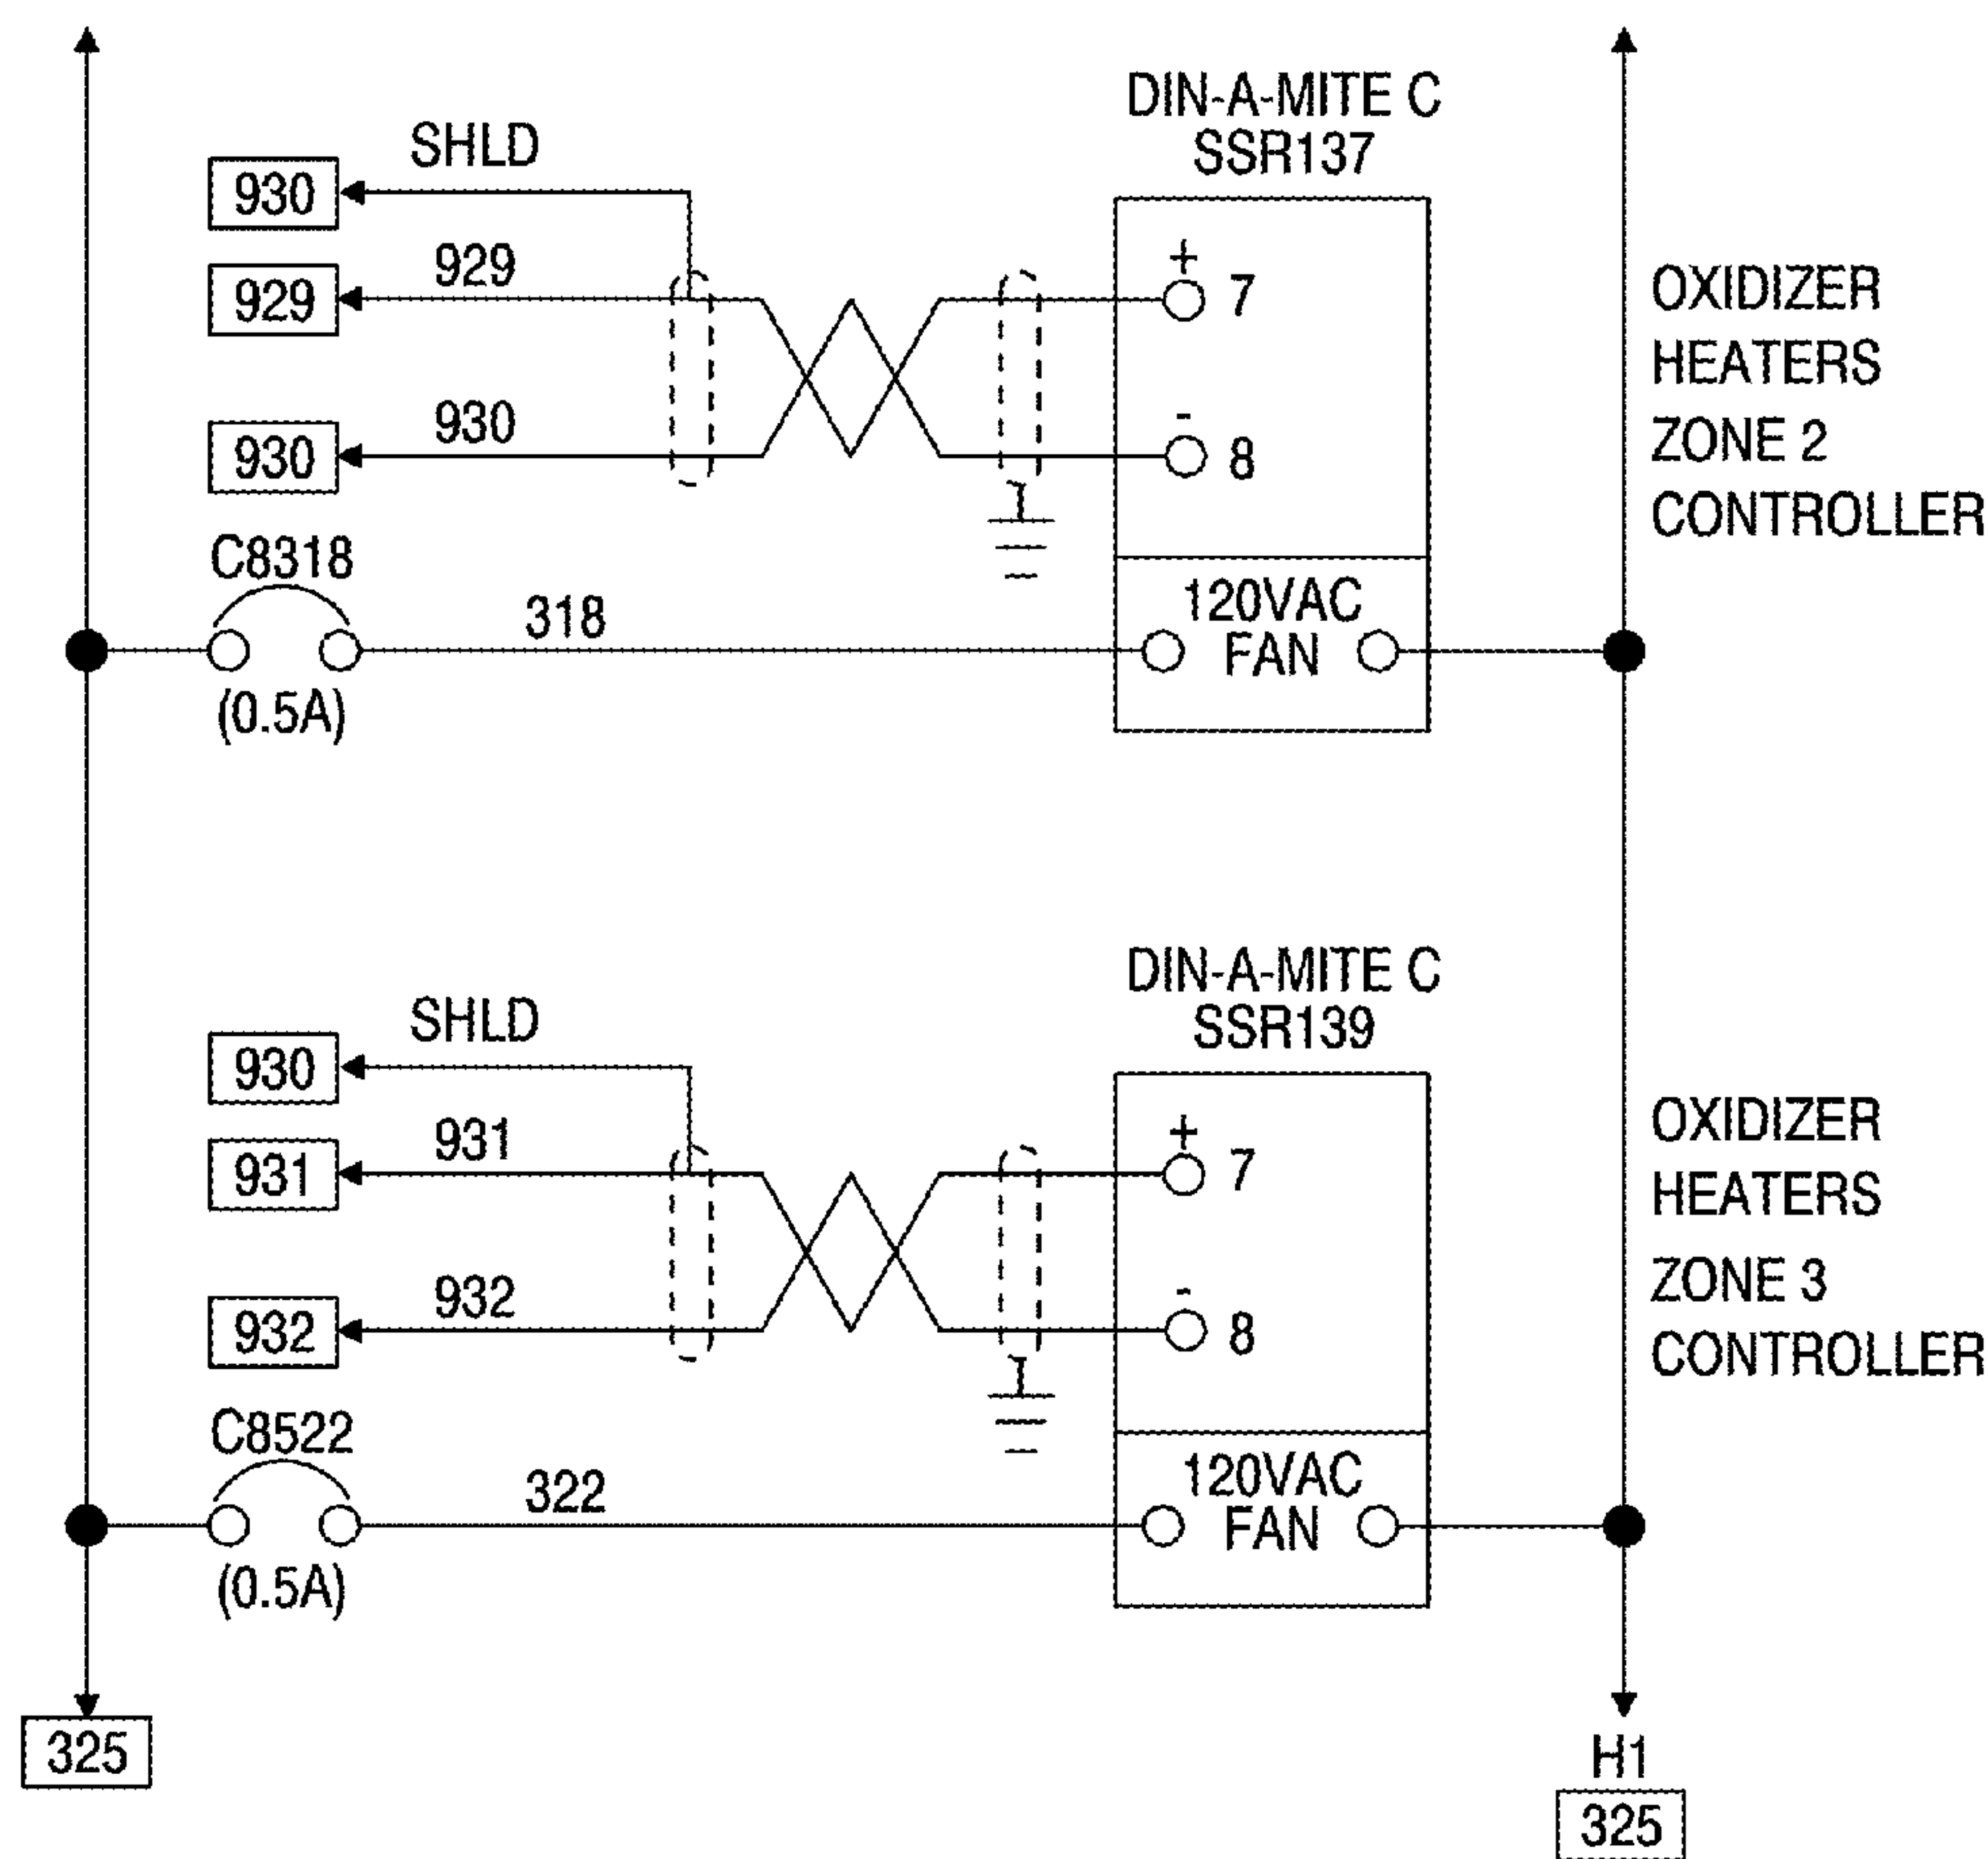 DIN-A-MITE C
SSR137
SHLD
930
929
929
+
7
930
930
-
8
OXIDIZER
HEATERS
ZONE 2
CONTROLLER
C8318
318
(0.5A)
120VAC
FAN
DIN-A-MITE C
SSR139
SHLD
930
931
931
+
7
932
932
-
8
OXIDIZER
HEATERS
ZONE 3
CONTROLLER
C8522
322
(0.5A)
120VAC
FAN
325
H1
325